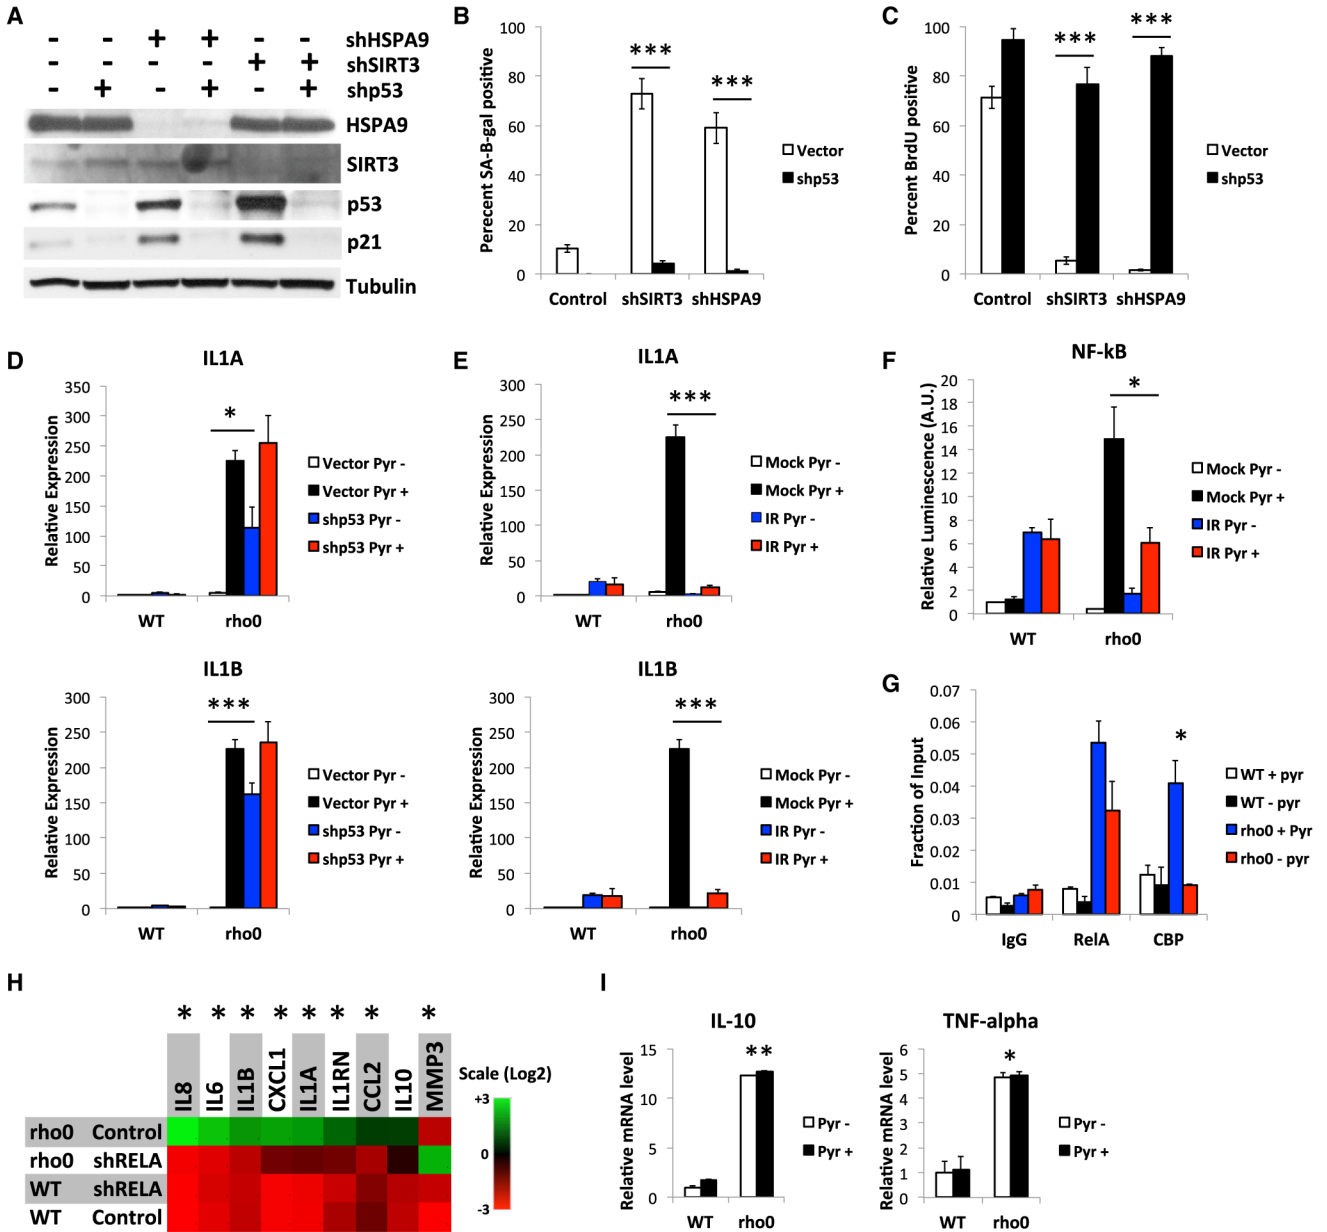 A
- - + + - - shHSPA9
- - - - + + shSIRT3
- + - + - + shp53
HSPA9
SIRT3
p53
p21
Tubulin
B
Perecent SA-B-gal positive
100
80
60
40
20
0
***
***
Control shSIRT3 shHSPA9
Vector
shp53
C
Percent BrdU positive
100
80
60
40
20
0
***
***
Control shSIRT3 shHSPA9
Vector
shp53
D
IL1A
Relative Expression
350
300
250
200
150
100
50
0
*
WT rho0
Vector Pyr -
Vector Pyr +
shp53 Pyr -
shp53 Pyr +
IL1B
Relative Expression
300
250
200
150
100
50
0
***
WT rho0
Vector Pyr -
Vector Pyr +
shp53 Pyr -
shp53 Pyr +
E
IL1A
Relative Expression
300
250
200
150
100
50
0
***
WT rho0
Mock Pyr -
Mock Pyr +
IR Pyr -
IR Pyr +
IL1B
Relative Expression
300
250
200
150
100
50
0
***
WT rho0
Mock Pyr -
Mock Pyr +
IR Pyr -
IR Pyr +
F
NF-kB
Relative Luminescence (A.U.)
20
18
16
14
12
10
8
6
4
2
0
*
WT rho0
Mock Pyr -
Mock Pyr +
IR Pyr -
IR Pyr +
G
Fraction of Input
0.07
0.06
0.05
0.04
0.03
0.02
0.01
0
*
IgG RelA CBP
WT + pyr
WT - pyr
rho0 + Pyr
rho0 - pyr
H
* * * * * * * *
IL8 IL6 IL1B CXCL1 IL1A IL1RN CCL2 IL10 MMP3
rho0 Control
rho0 shRELA
WT shRELA
WT Control
Scale (Log2)
+3
0
-3
I
IL-10
Relative mRNA level
15
10
5
0
**
WT rho0
Pyr -
Pyr +
TNF-alpha
Relative mRNA level
6
5
4
3
2
1
0
*
WT rho0
Pyr -
Pyr +